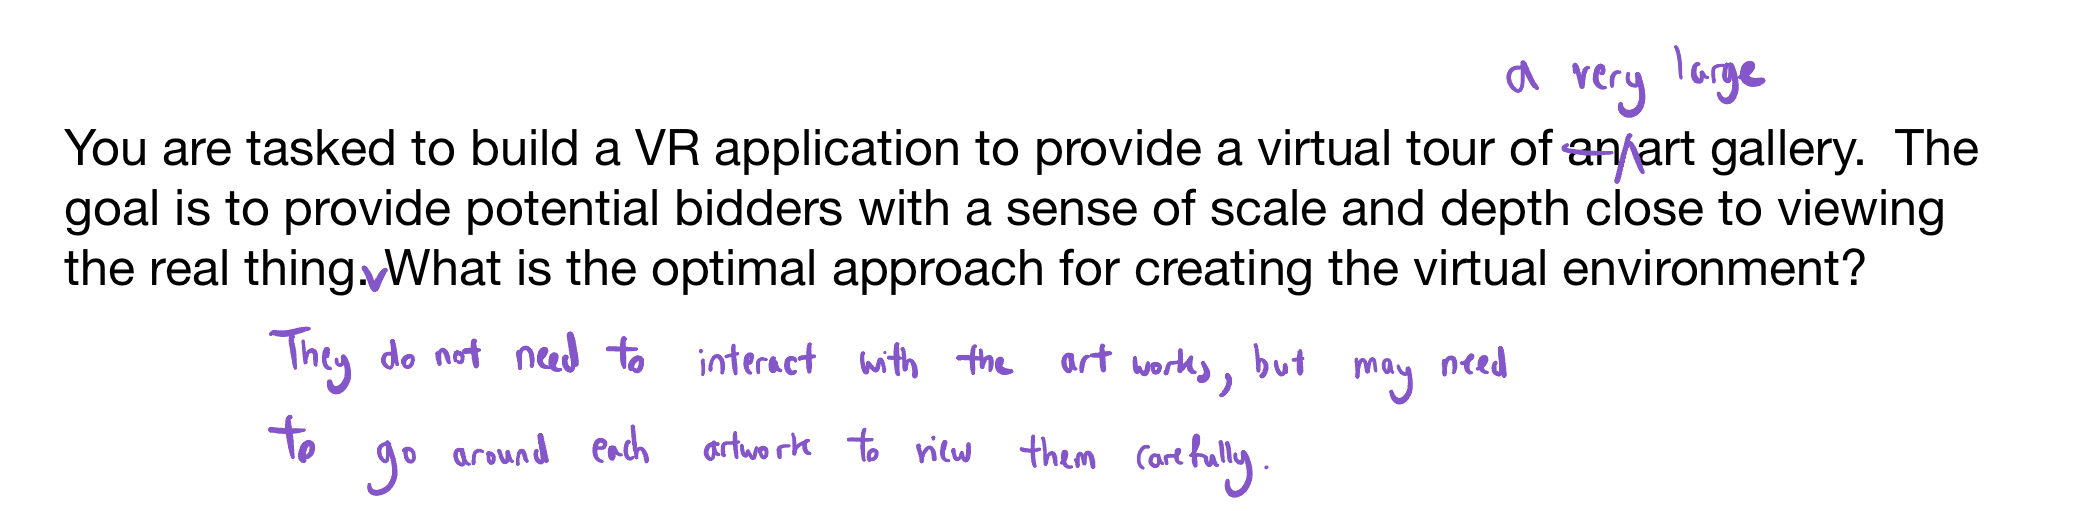 a very large
You are tasked to build a VR application to provide a virtual tour of an art gallery. The
goal is to provide potential bidders with a sense of scale and depth close to viewing
the real thing. What is the optimal approach for creating the virtual environment?
They do not need to interact with the art works, but may need
to go around each artwork to view them carefully.